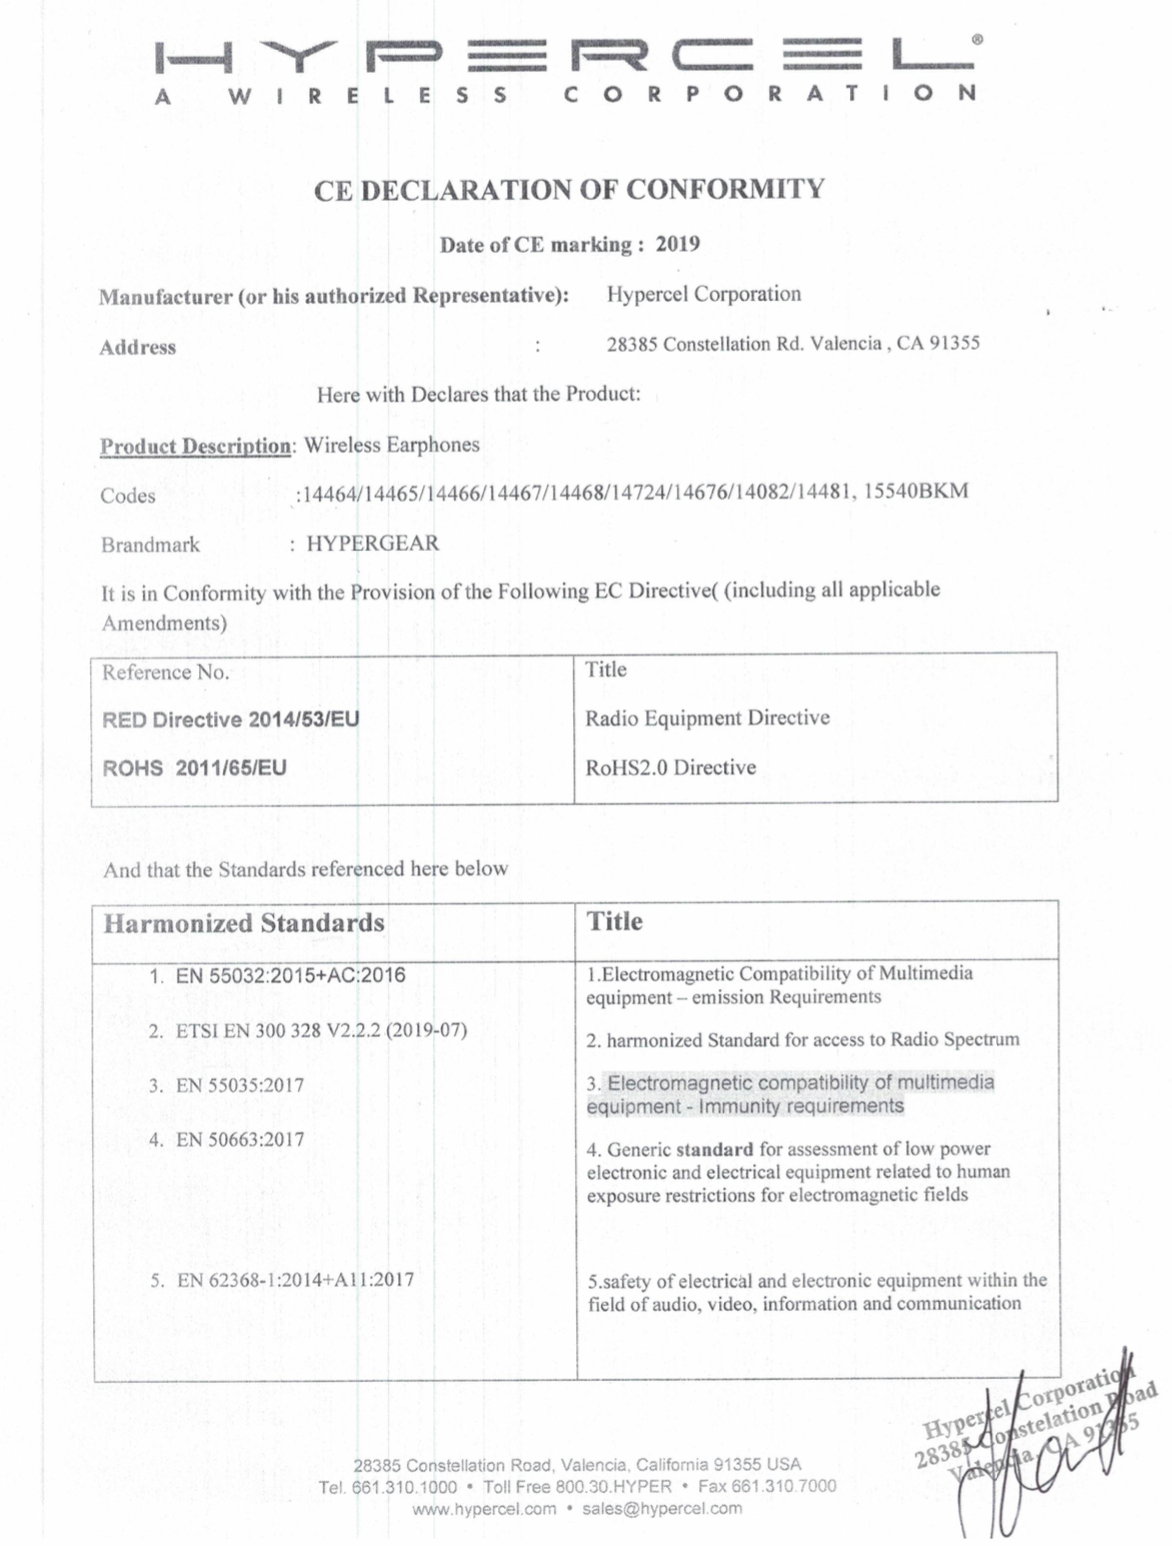 HYPERCEL®
A WIRELESS CORPORATION
CE DECLARATION OF CONFORMITY
Date of CE marking : 2019
Manufacturer (or his authorized Representative): Hypercel Corporation
Address : 28385 Constellation Rd. Valencia , CA 91355
Here with Declares that the Product:
Product Description: Wireless Earphones
Codes :14464/14465/14466/14467/14468/14724/14676/14082/14481, 15540BKM
Brandmark : HYPERGEAR
It is in Conformity with the Provision of the Following EC Directive( (including all applicable
Amendments)
Reference No.
Title
RED Directive 2014/53/EU
Radio Equipment Directive
ROHS 2011/65/EU
RoHS2.0 Directive
And that the Standards referenced here below
Harmonized Standards
Title
1. EN 55032:2015+AC:2016
1.Electromagnetic Compatibility of Multimedia
equipment – emission Requirements
2. ETSI EN 300 328 V2.2.2 (2019-07)
2. harmonized Standard for access to Radio Spectrum
3. EN 55035:2017
3. Electromagnetic compatibility of multimedia
equipment - Immunity requirements
4. EN 50663:2017
4. Generic standard for assessment of low power
electronic and electrical equipment related to human
exposure restrictions for electromagnetic fields
5. EN 62368-1:2014+A11:2017
5.safety of electrical and electronic equipment within the
field of audio, video, information and communication
Hypercel Corporation
28385 Constelation Road
Valencia, CA 91355
28385 Constellation Road, Valencia, California 91355 USA
Tel. 661.310.1000 • Toll Free 800.30.HYPER • Fax 661.310.7000
www.hypercel.com • sales@hypercel.com